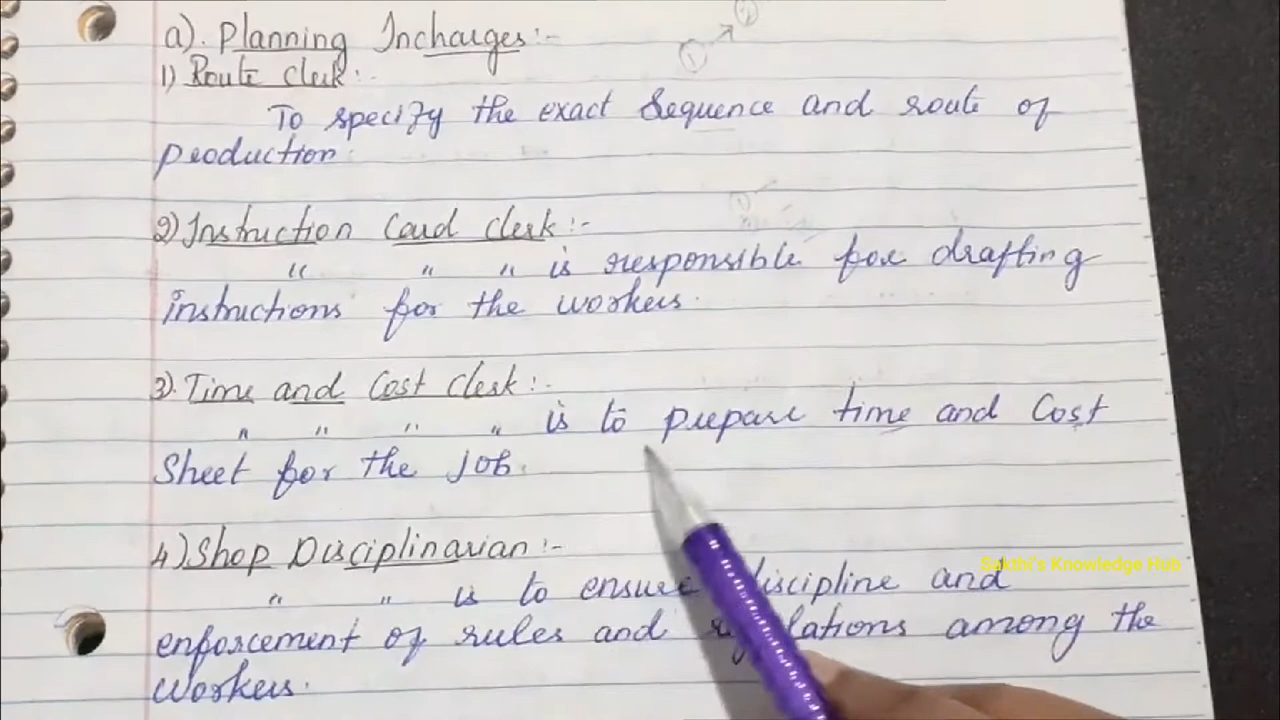 a). Planning Incharges:-
1) Route clerk:-
To specify the exact Sequence and route of
production.
2) Instruction Card clerk:-
" " " is responsible for drafting
instructions for the workers.
3). Time and Cost Clerk:-
" " " " is to prepare time and Cost
Sheet for the job.
4) Shop Disciplinarian:-
" " is to ensure discipline and
Sakthi's Knowledge Hub
enforcement of rules and among the
workers.